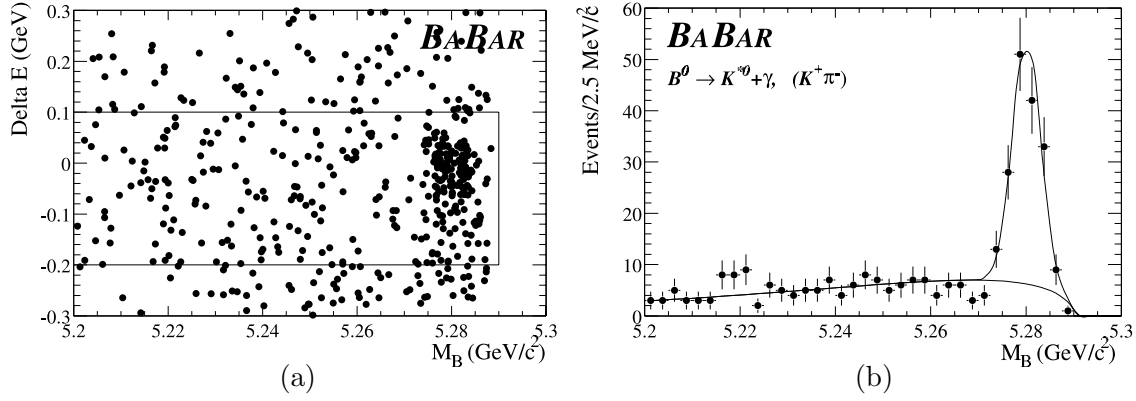 Delta E (GeV)
0.3
0.2
0.1
0
-0.1
-0.2
-0.3
BABAR
5.2
5.22
5.24
5.26
5.28
5.3
M_B (GeV/c²)
(a)
Events/2.5 MeV/c²
60
50
40
30
20
10
0
BABAR
B⁰ → K*⁰+γ, (K⁺π⁻)
5.2
5.22
5.24
5.26
5.28
5.3
M_B (GeV/c²)
(b)